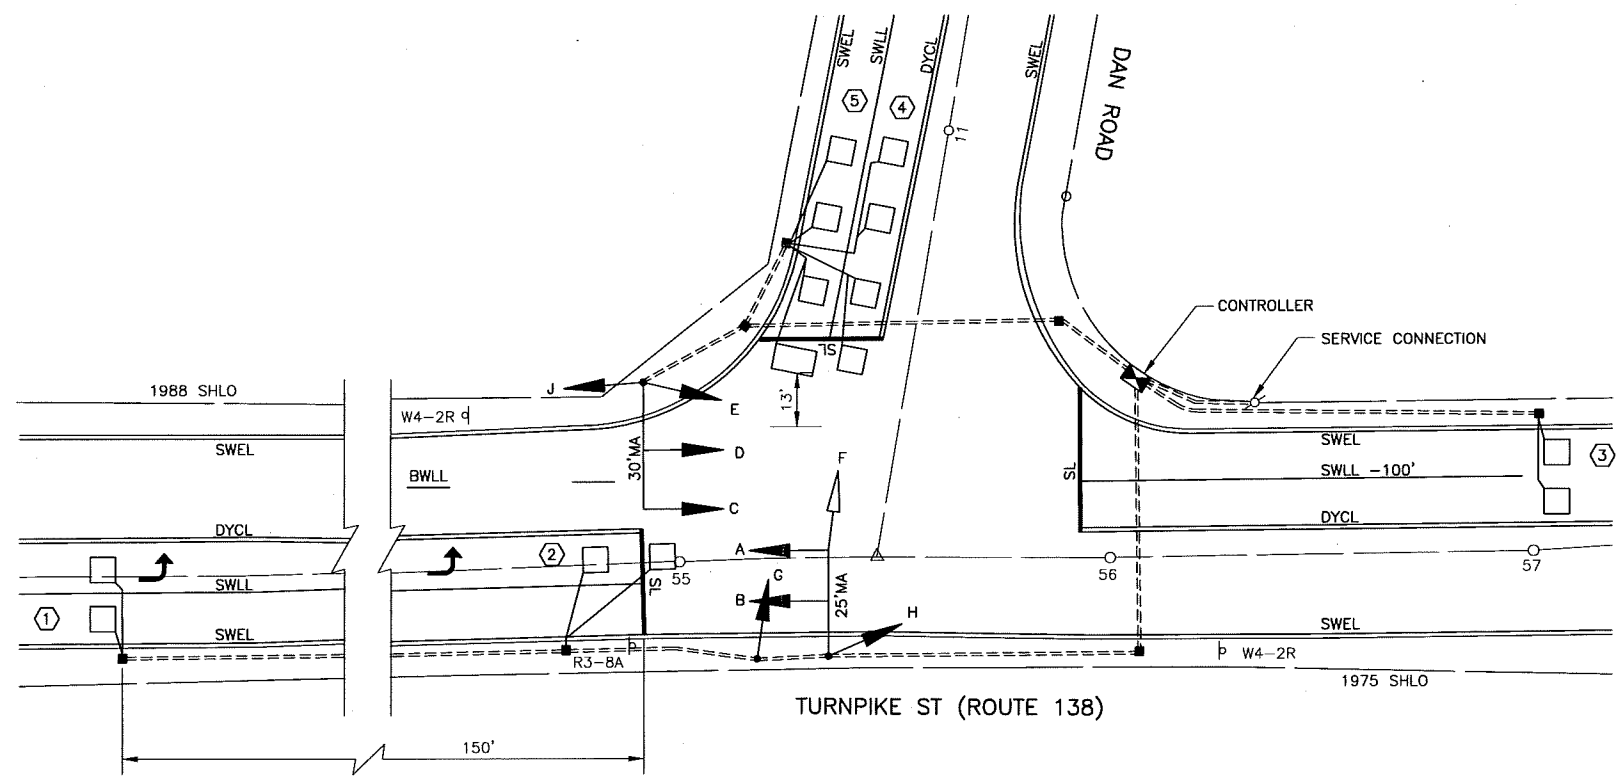 SWEL
SWLL
DYCL
SWEL
DAN ROAD
5
4
11
CONTROLLER
SERVICE CONNECTION
SL
1988 SHLO
J
E
13'
W4-2R
SWEL
30'MA
D
F
SWEL
3
BWLL
SL
SWLL -100'
C
DYCL
DYCL
2
A
55
56
57
SL
G
SWLL
B
25'MA
1
H
SWEL
SWEL
R3-8A
W4-2R
1975 SHLO
TURNPIKE ST (ROUTE 138)
150'